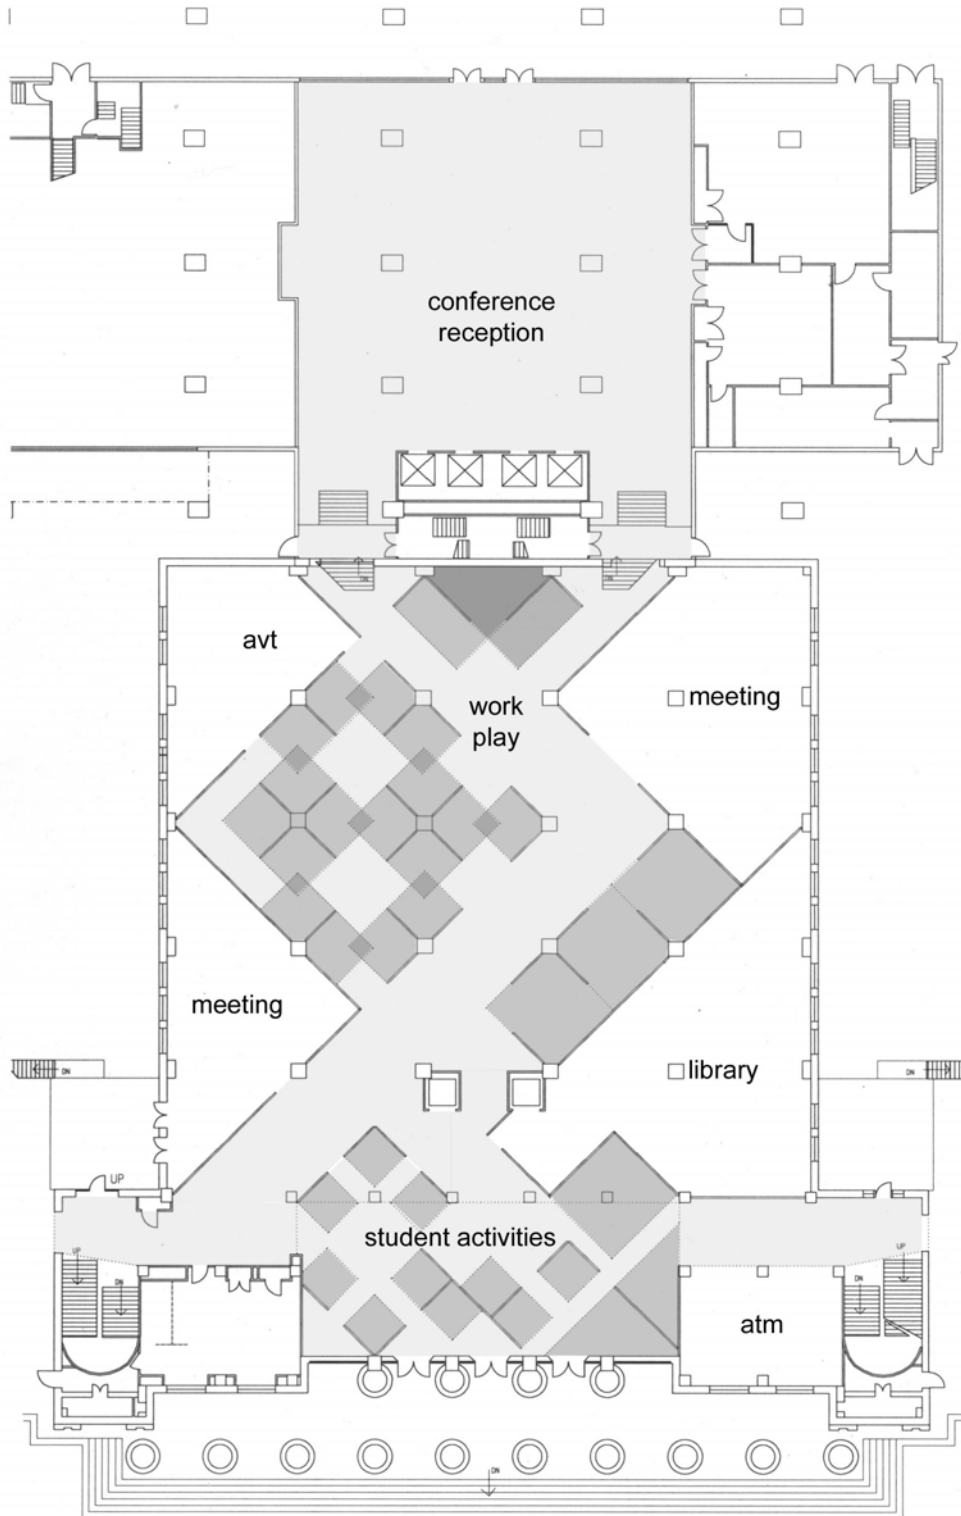 conference
reception
DN
DN
avt
work
play
meeting
meeting
library
DN
DN
UP
student activities
UP
UP
DN
DN
atm
DN